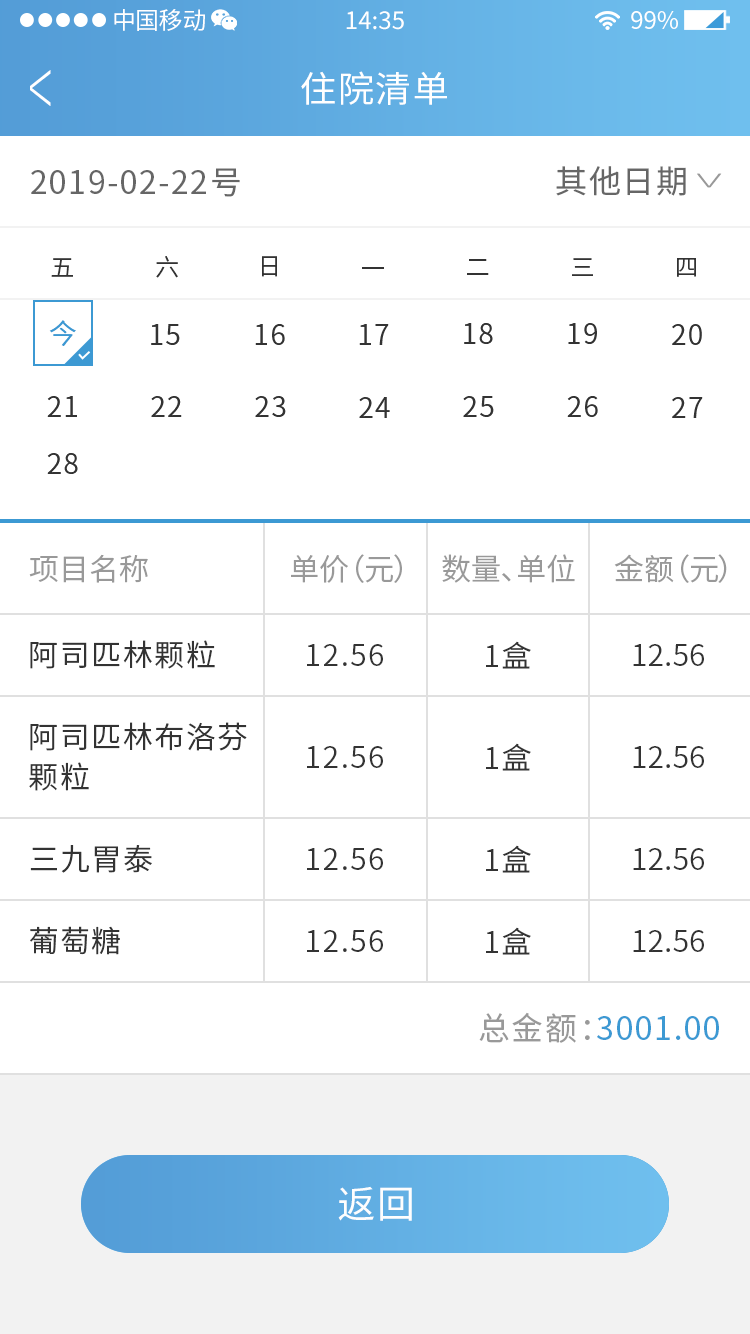 中国移动 14:35 99%
住院清单
2019-02-22号 其他日期
五 六 日 一 二 三 四
今 15 16 17 18 19 20
21 22 23 24 25 26 27
28
项目名称 单价(元) 数量、单位 金额(元)
阿司匹林颗粒 12.56 1盒 12.56
阿司匹林布洛芬
颗粒 12.56 1盒 12.56
三九胃泰 12.56 1盒 12.56
葡萄糖 12.56 1盒 12.56
总金额:3001.00
返回